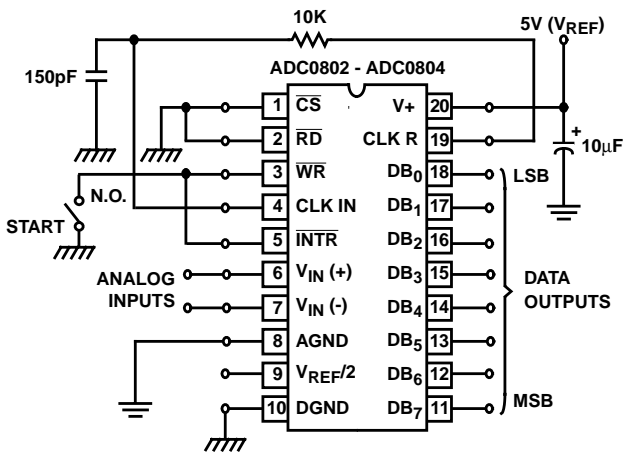 10K
5V (VREF)
ADC0802 - ADC0804
150pF
1 CS V+ 20
+
10μF
2 RD CLK R 19
3 WR DB0 18 LSB
N.O.
START
4 CLK IN DB1 17
5 INTR DB2 16
ANALOG
INPUTS
6 VIN (+) DB3 15
DATA
OUTPUTS
7 VIN (-) DB4 14
8 AGND DB5 13
9 VREF/2 DB6 12
10 DGND DB7 11 MSB